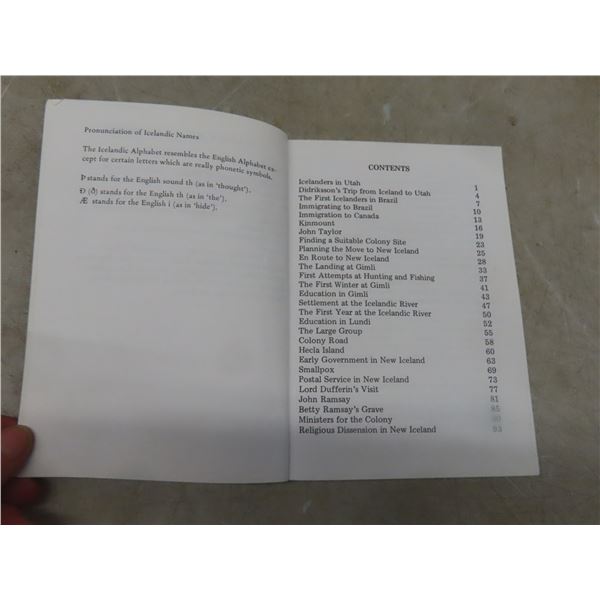 Pronunciation of Icelandic Names
The Icelandic Alphabet resembles the English Alphabet ex-
cept for certain letters which are really phonetic symbols.
Þ stands for the English sound th (as in 'thought').
Ð (ð) stands for the English th (as in 'the').
Æ stands for the English i (as in 'hide').
CONTENTS
Icelanders in Utah 1
Didriksson's Trip from Iceland to Utah 4
The First Icelanders in Brazil 7
Immigrating to Brazil 10
Immigration to Canada 13
Kinmount 16
John Taylor 19
Finding a Suitable Colony Site 23
Planning the Move to New Iceland 25
En Route to New Iceland 28
The Landing at Gimli 33
First Attempts at Hunting and Fishing 37
The First Winter at Gimli 41
Education in Gimli 43
Settlement at the Icelandic River 47
The First Year at the Icelandic River 50
Education in Lundi 52
The Large Group 55
Colony Road 58
Hecla Island 60
Early Government in New Iceland 63
Smallpox 69
Postal Service in New Iceland 73
Lord Dufferin's Visit 77
John Ramsay 81
Betty Ramsay's Grave 85
Ministers for the Colony 90
Religious Dissension in New Iceland 93